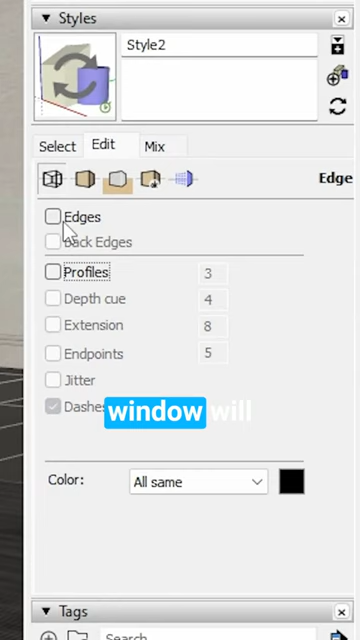 Styles
Style2
Select Edit Mix
Edge
Edges
Back Edges
Profiles 3
Depth cue 4
Extension 8
Endpoints 5
Jitter
Dashes
window will
Color: All same
Tags
Search